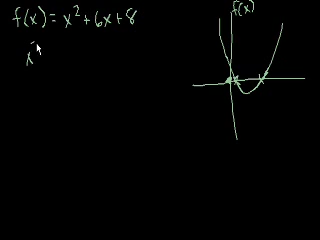 f(x) = x² + 6x + 8
f(x)
x